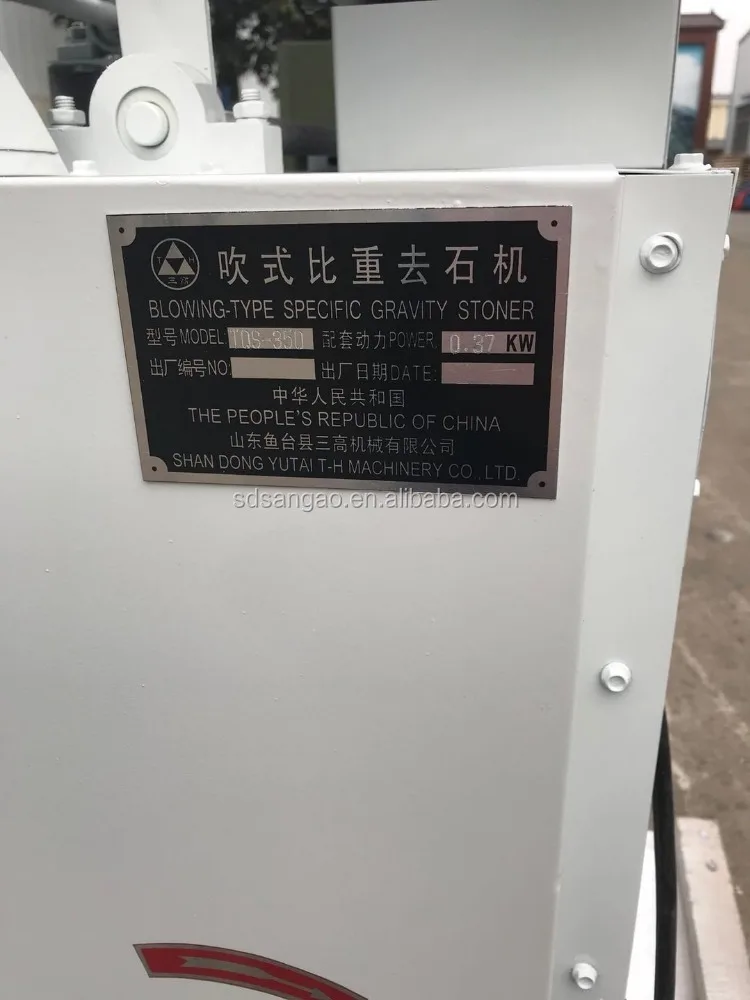 T H
三高
吹式比重去石机
BLOWING-TYPE SPECIFIC GRAVITY STONER
型号MODEL TQS-350 配套动力POWER 0.37 KW
出厂编号NO: 出厂日期DATE:
中华人民共和国
THE PEOPLE'S REPUBLIC OF CHINA
山东鱼台县三高机械有限公司
SHAN DONG YUTAI T-H MACHINERY CO., LTD.
sdsangao.en.alibaba.com